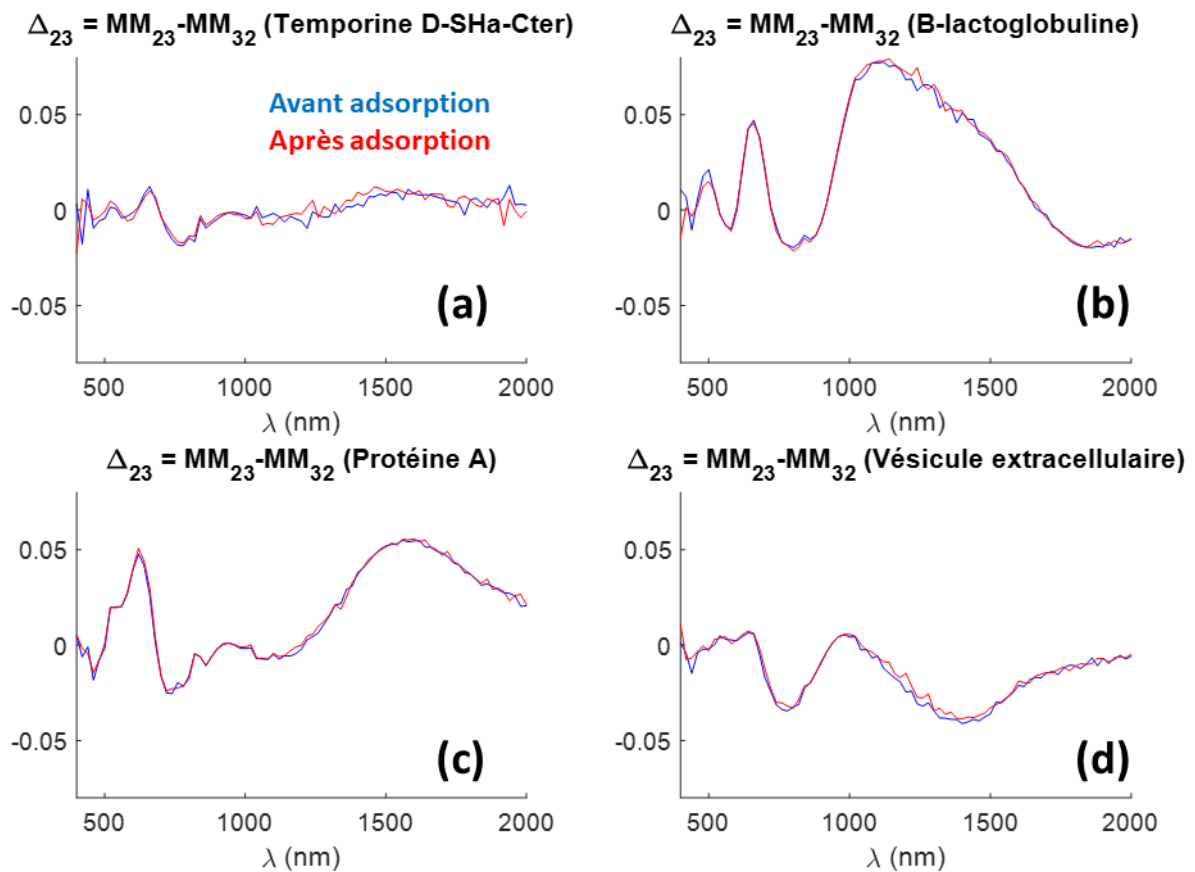 Δ23 = MM23-MM32 (Temporine D-SHa-Cter)
Avant adsorption
Après adsorption
0.05
0
-0.05
(a)
500 1000 1500 2000
λ (nm)
Δ23 = MM23-MM32 (B-lactoglobuline)
0.05
0
-0.05
(b)
500 1000 1500 2000
λ (nm)
Δ23 = MM23-MM32 (Protéine A)
0.05
0
-0.05
(c)
500 1000 1500 2000
λ (nm)
Δ23 = MM23-MM32 (Vésicule extracellulaire)
0.05
0
-0.05
(d)
500 1000 1500 2000
λ (nm)